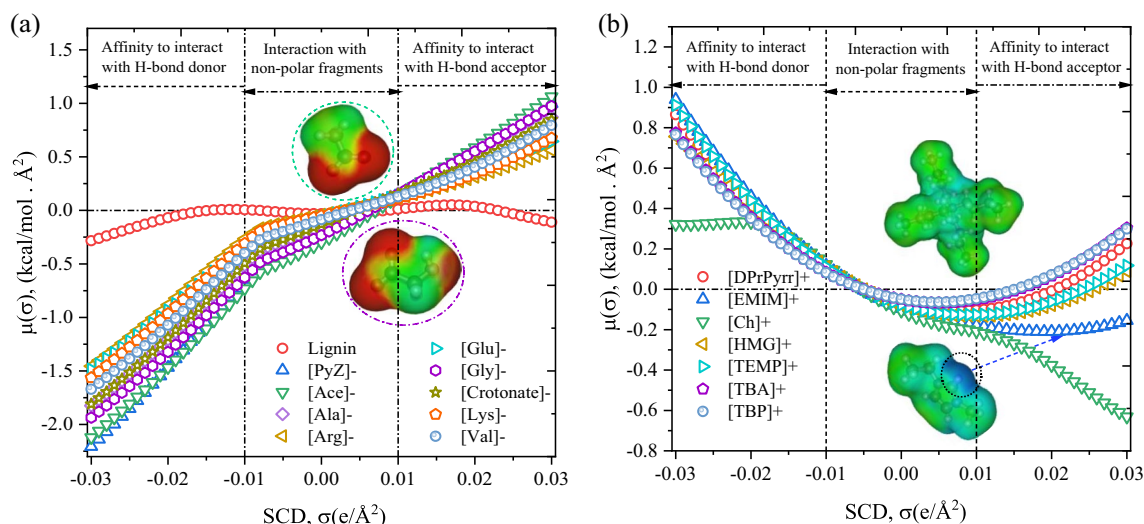 (a)
Affinity to interact
with H-bond donor
Interaction with
non-polar fragments
Affinity to interact
with H-bond acceptor
μ(σ), (kcal/mol . Å²)
1.5
1.0
0.5
0.0
-0.5
-1.0
-1.5
-2.0
Lignin
[PyZ]-
[Ace]-
[Ala]-
[Arg]-
[Glu]-
[Gly]-
[Crotonate]-
[Lys]-
[Val]-
-0.03 -0.02 -0.01 0.00 0.01 0.02 0.03
SCD, σ(e/Å²)
(b)
Affinity to interact
with H-bond donor
Interaction with
non-polar fragments
Affinity to interact
with H-bond acceptor
μ(σ), (kcal/mol . Å²)
1.2
1.0
0.8
0.6
0.4
0.2
0.0
-0.2
-0.4
-0.6
-0.8
[DPrPyrr]+
[EMIM]+
[Ch]+
[HMG]+
[TEMP]+
[TBA]+
[TBP]+
-0.03 -0.02 -0.01 0.00 0.01 0.02 0.03
SCD, σ(e/Å²)